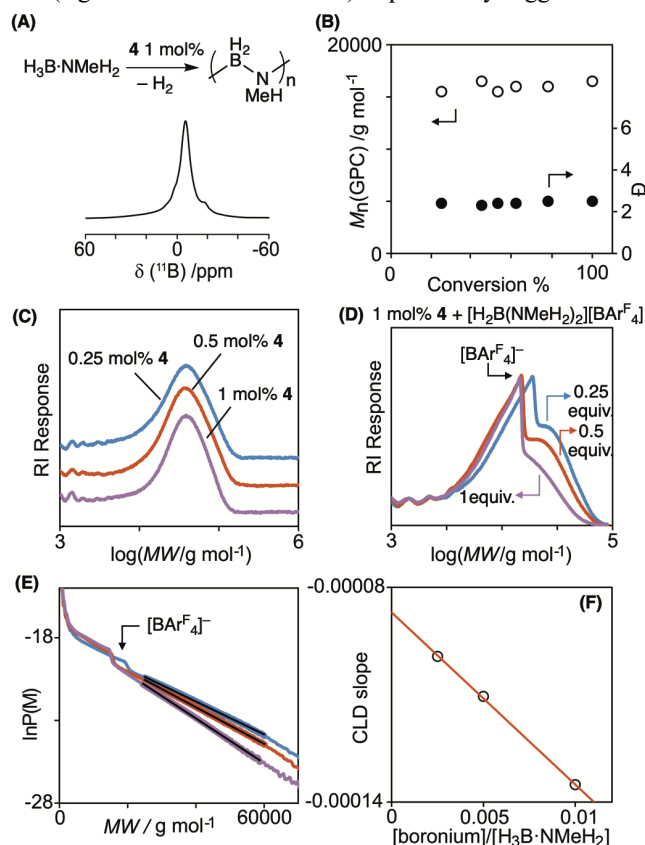 (A)
H₃B·NMeH₂
4 1 mol%
– H₂
H₂
B
N
MeH
n
60
0
-60
δ (¹¹B) /ppm
(B)
20000
Mn(GPC)/g mol⁻¹
0
6
4
2
0
Đ
0
100
Conversion %
(C)
0.25 mol% 4
0.5 mol% 4
1 mol% 4
RI Response
3
6
log(MW/g mol⁻¹)
(D)
1 mol% 4 + [H₂B(NMeH₂)₂][BArF₄]
[BArF₄]⁻
0.25
equiv.
0.5
equiv.
1equiv.
RI Response
3
5
log(MW/g mol⁻¹)
(E)
[BArF₄]⁻
-18
lnP(M)
-28
0
60000
MW / g mol⁻¹
(F)
-0.00008
CLD slope
-0.00014
0
0.005
0.01
[boronium]/[H₃B·NMeH₂]